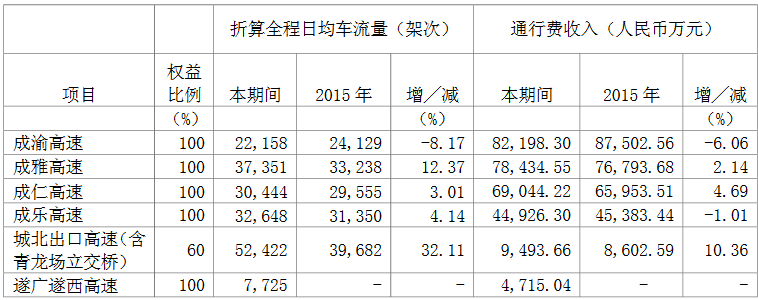 折算全程日均车流量（架次） 通行费收入（人民币万元）
项目 权益比例 本期间 2015 年 增／减 本期间 2015 年 增／减
（%） （%） （%）
成渝高速 100 22,158 24,129 -8.17 82,198.30 87,502.56 -6.06
成雅高速 100 37,351 33,238 12.37 78,434.55 76,793.68 2.14
成仁高速 100 30,444 29,555 3.01 69,044.22 65,953.51 4.69
成乐高速 100 32,648 31,350 4.14 44,926.30 45,383.44 -1.01
城北出口高速（含
青龙场立交桥） 60 52,422 39,682 32.11 9,493.66 8,602.59 10.36
遂广遂西高速 100 7,725 - - 4,715.04 - -